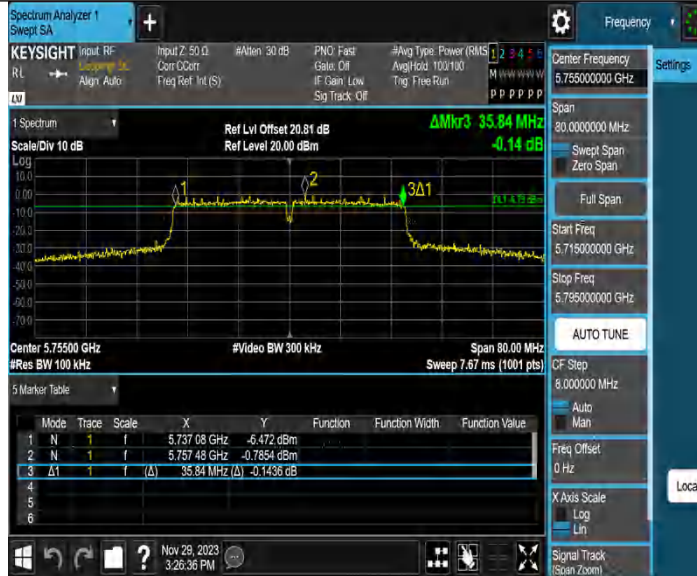 Spectrum Analyzer 1
Swept SA
+
Frequency
KEYSIGHT Input: RF
RL
Align: Auto
Input Z: 50 Ω
Corr CCorr
Freq Ref: Int (S)
#Atten: 30 dB
PNO: Fast
Gate: Off
IF Gain: Low
Sig Track: Off
#Avg Type: Power (RMS
Avg|Hold: 100/100
Trig: Free Run
1 2 3 4 5 6
M W W W W W
P P P P P P
LW
1 Spectrum
Scale/Div 10 dB
Ref Lvl Offset 20.81 dB
Ref Level 20.00 dBm
ΔMkr3 35.84 MHz
-0.14 dB
Log
10.0
0.00
-10.0
-20.0
-30.0
-40.0
-50.0
-60.0
-70.0
1
2
3Δ1
Center 5.75500 GHz
#Res BW 100 kHz
#Video BW 300 kHz
Span 80.00 MHz
Sweep 7.67 ms (1001 pts)
5 Marker Table
Mode Trace Scale X Y Function Function Width Function Value
1 N 1 f 5.737 08 GHz -6.472 dBm
2 N 1 f 5.757 48 GHz -0.7854 dBm
3 Δ1 1 f (Δ) 35.84 MHz (Δ) -0.1436 dB
4
5
6
Nov 29, 2023
3:26:36 PM
?
Center Frequency
5.755000000 GHz
Settings
Span
80.0000000 MHz
Swept Span
Zero Span
Full Span
Start Freq
5.715000000 GHz
Stop Freq
5.795000000 GHz
AUTO TUNE
CF Step
8.000000 MHz
Auto
Man
Freq Offset
0 Hz
X Axis Scale
Log
Lin
Signal Track
(Span Zoom)
Loca